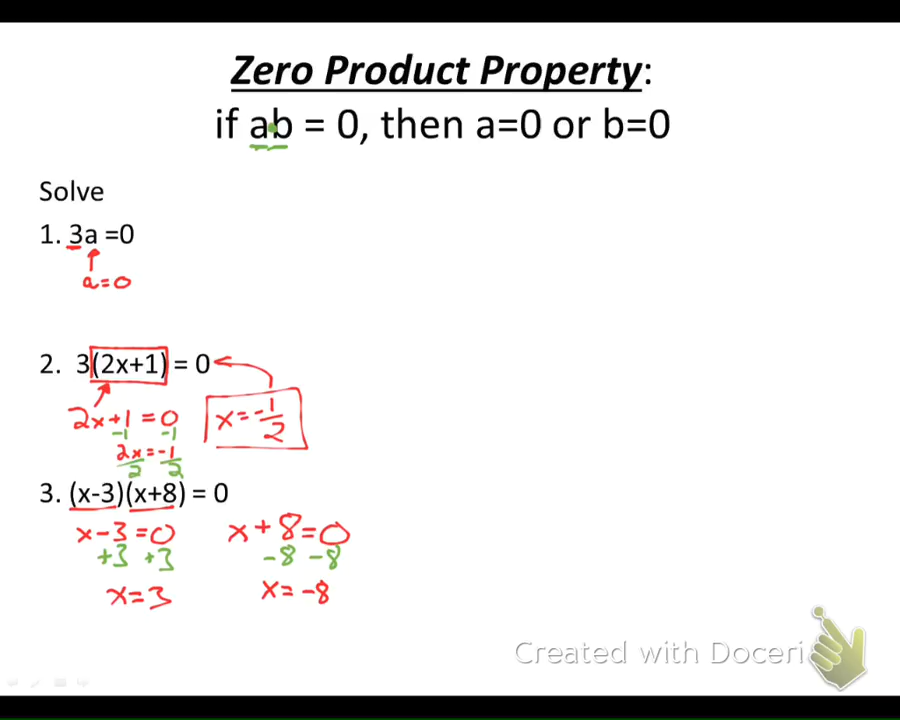 Zero Product Property:
if ab = 0, then a=0 or b=0
Solve
1. 3a =0
a=0
2. 3(2x+1) = 0
2x+1=0
-1 -1
2x=-1
2 2
x=-1/2
3. (x-3)(x+8) = 0
x-3=0
+3 +3
x=3
x+8=0
-8 -8
x=-8
Created with Doceri